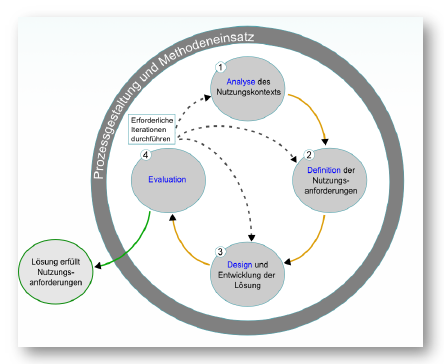 Prozessgestaltung und Methodeneinsatz
1
Analyse des
Nutzungskontexts
Erforderliche
Iterationen
durchführen
4
Evaluation
2
Definition der
Nutzungs-
anforderungen
3
Design und
Entwicklung der
Lösung
Lösung erfüllt
Nutzungs-
anforderungen